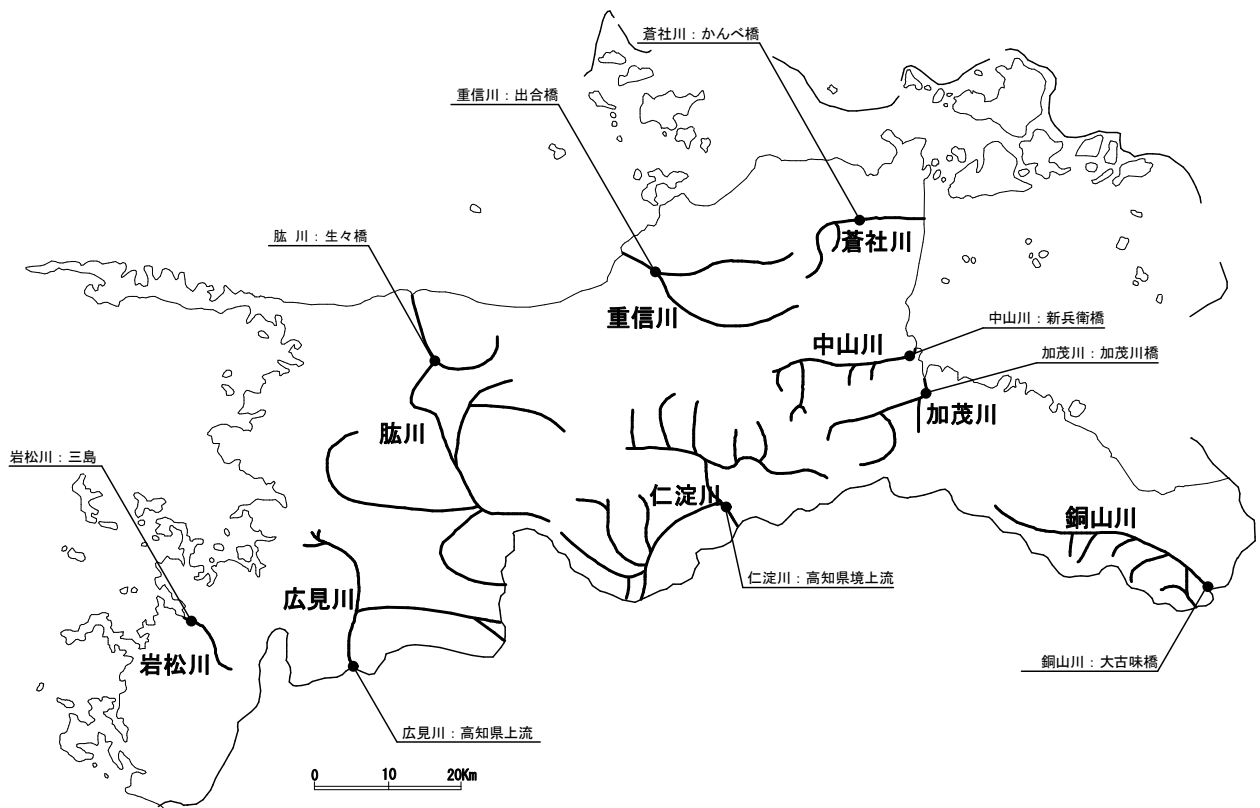 蒼社川：かんべ橋
重信川：出合橋
肱 川：生々橋
蒼社川
重信川
中山川：新兵衛橋
中山川
加茂川：加茂川橋
加茂川
肱川
岩松川：三島
仁淀川
銅山川
仁淀川：高知県境上流
広見川
岩松川
銅山川：大古味橋
広見川：高知県上流
0 10 20Km